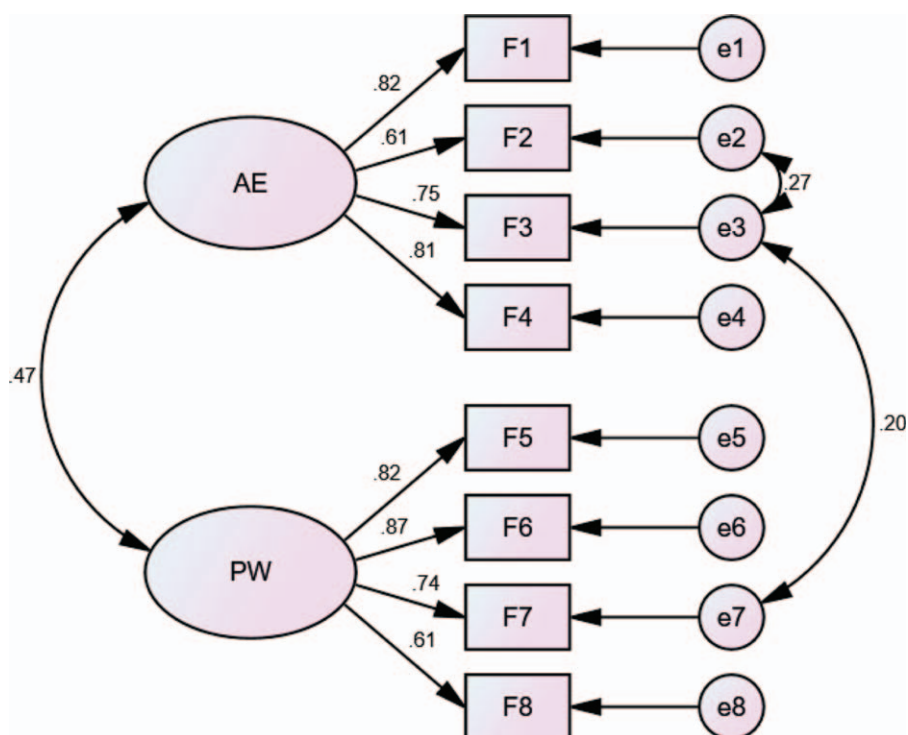 F1
e1
.82
F2
e2
.61
AE
.27
.75
F3
e3
.81
F4
e4
.47
.20
F5
e5
.82
F6
e6
.87
PW
.74
F7
e7
.61
F8
e8